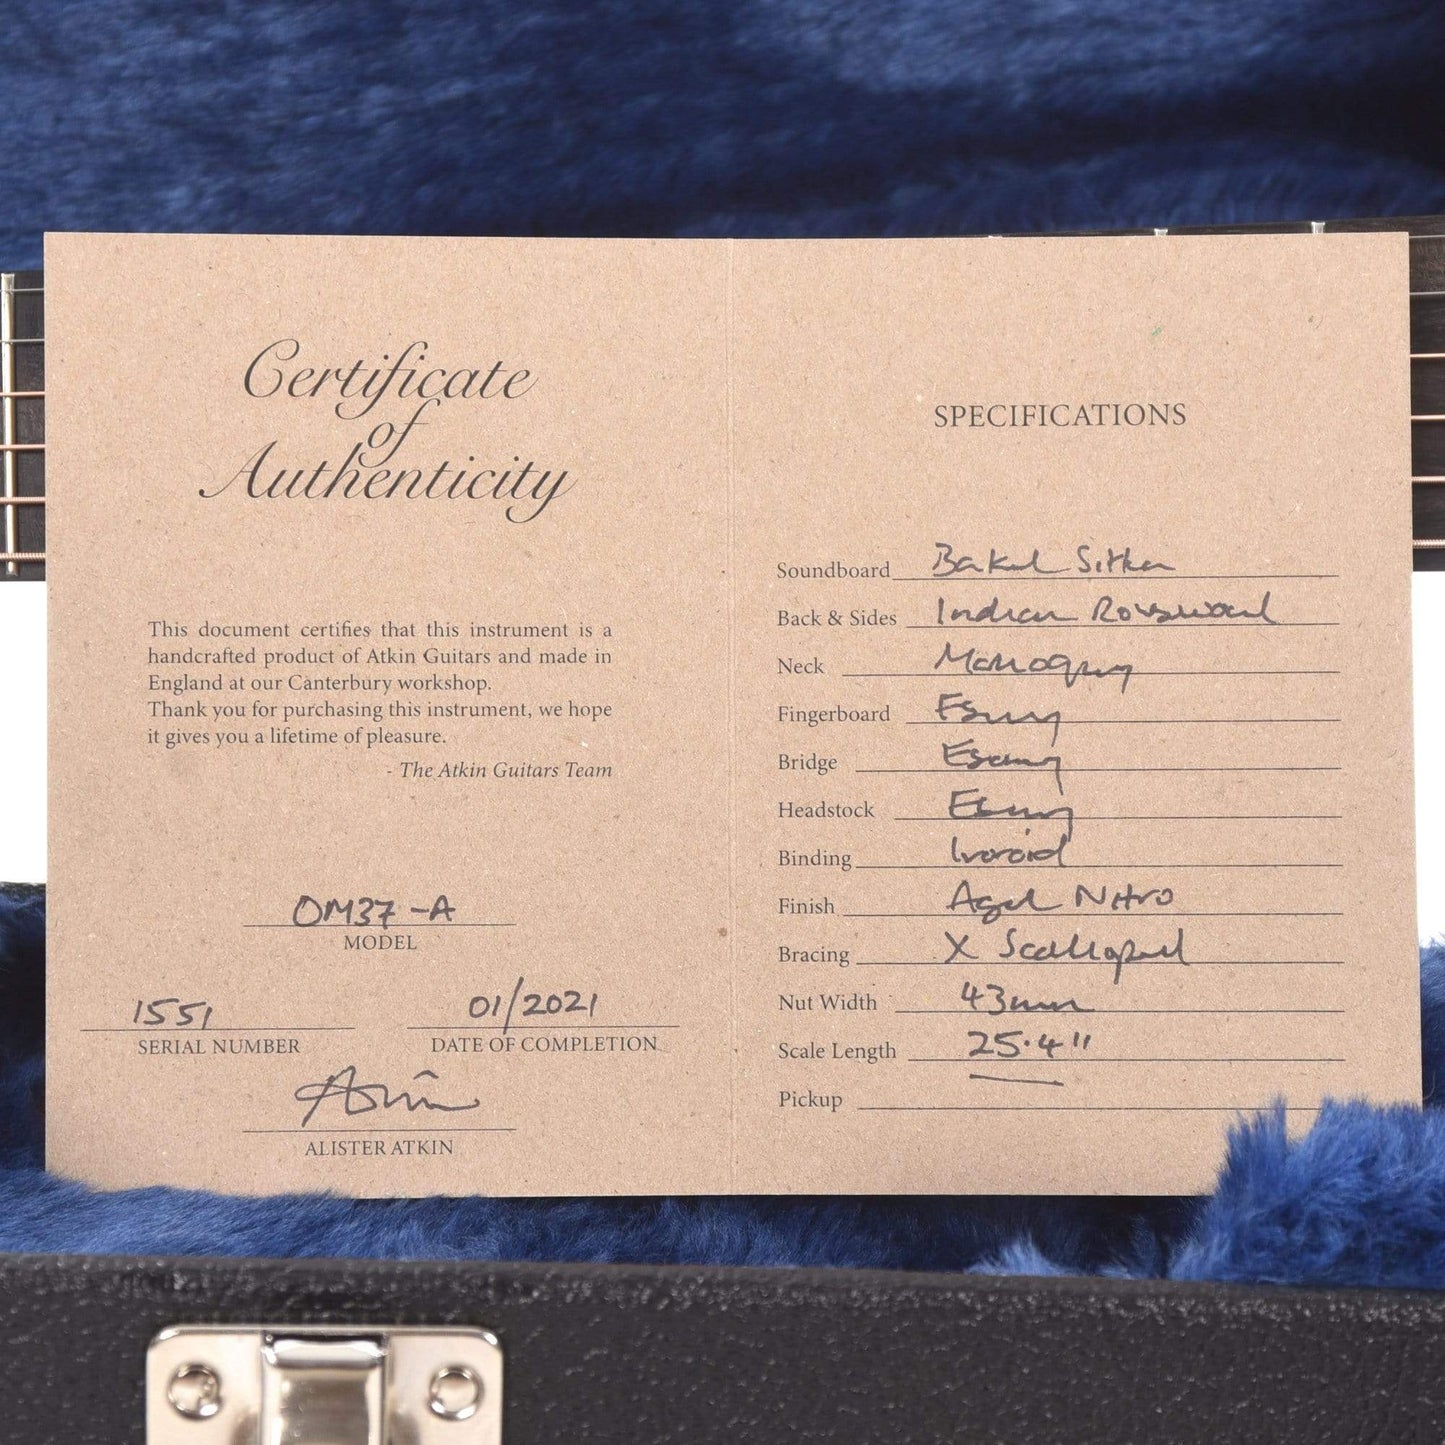 Certificate
of
Authenticity
This document certifies that this instrument is a
handcrafted product of Atkin Guitars and made in
England at our Canterbury workshop.
Thank you for purchasing this instrument, we hope
it gives you a lifetime of pleasure.
- The Atkin Guitars Team
OM37-A
MODEL
1551
SERIAL NUMBER
01/2021
DATE OF COMPLETION
Atkin
ALISTER ATKIN
SPECIFICATIONS
Soundboard Baked Sitka
Back & Sides Indian Rosewood
Neck Mahogany
Fingerboard Ebony
Bridge Ebony
Headstock Ebony
Binding Ivoroid
Finish Aged Nitro
Bracing X Scalloped
Nut Width 43mm
Scale Length 25.4"
Pickup